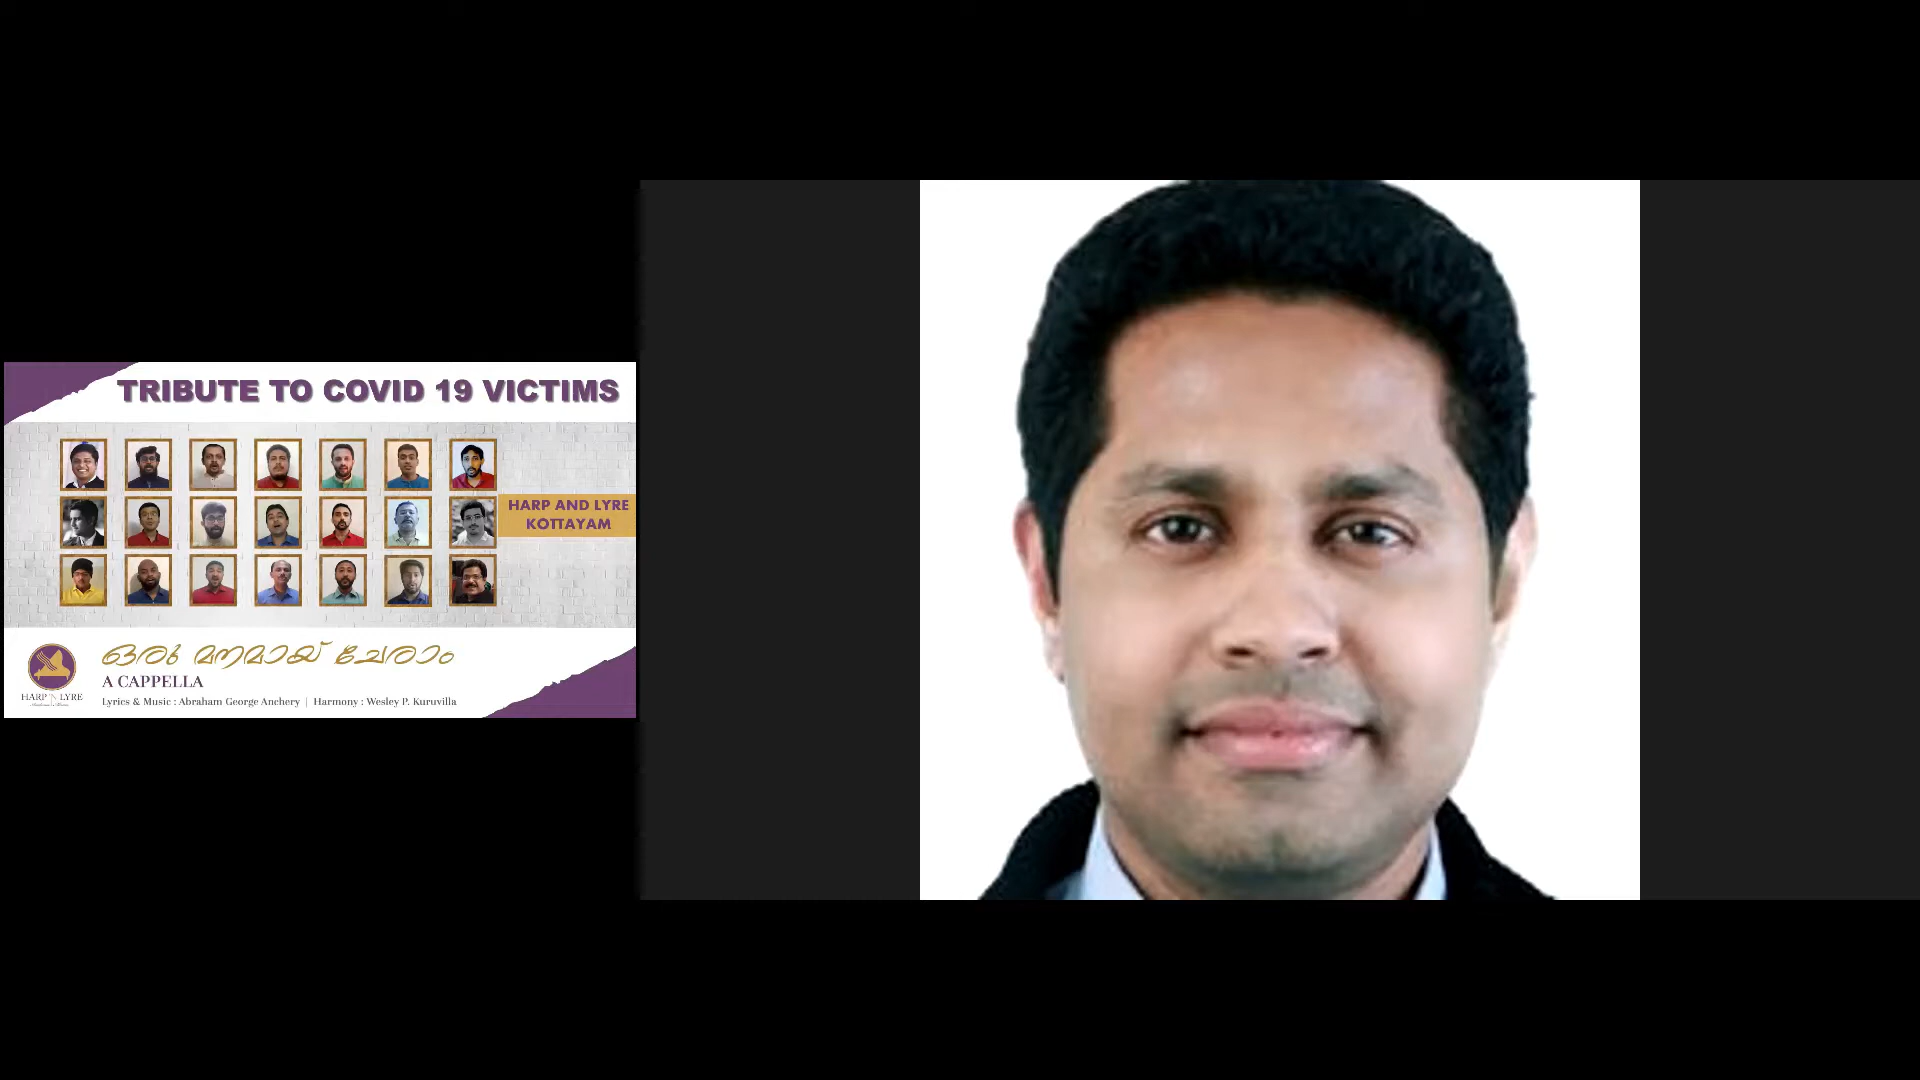 TRIBUTE TO COVID 19 VICTIMS
HARP AND LYRE
KOTTAYAM
ഒരു മനമായ് ചേരാം
A CAPPELLA
HARP 'N LYRE
Lyrics & Music : Abraham George Anchery | Harmony : Wesley P. Kuruvilla